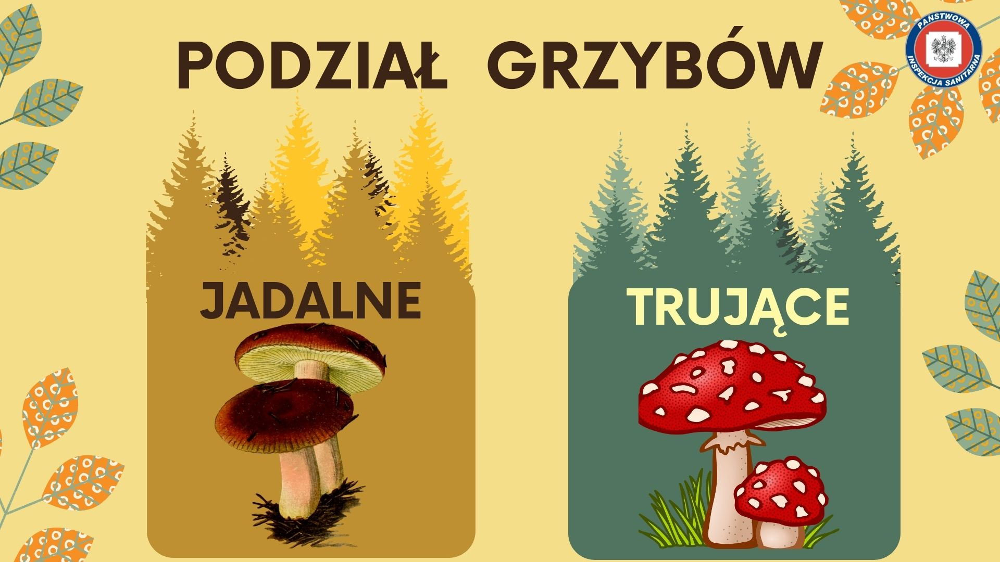 PODZIAŁ GRZYBÓW
PAŃSTWOWA
INSPEKCJA SANITARNA
JADALNE
TRUJĄCE